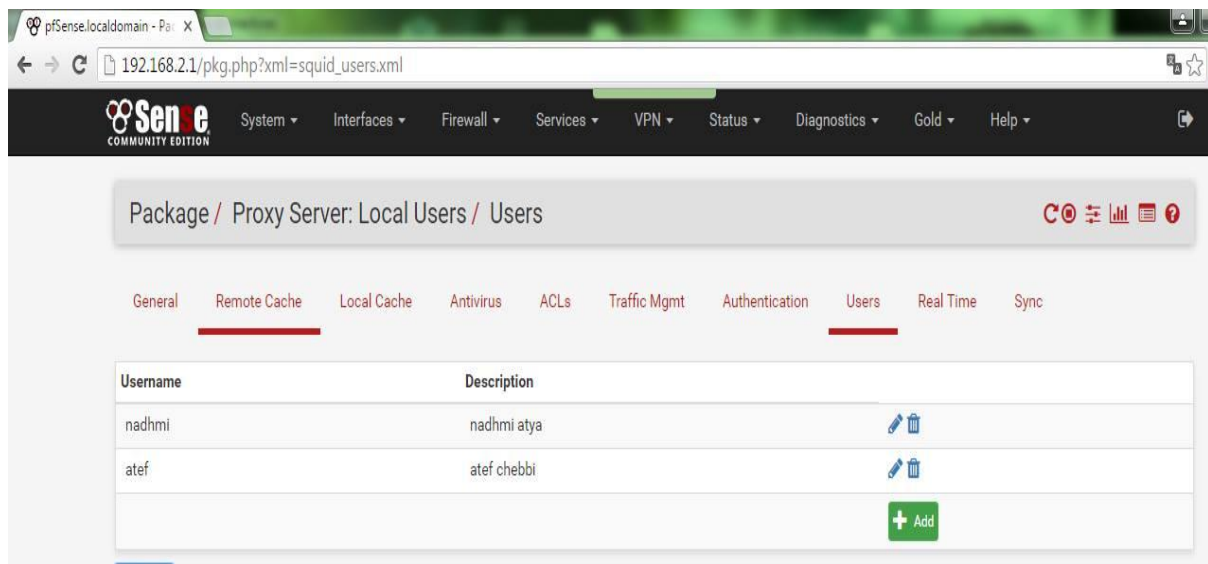 pfSense.localdomain - Pac
192.168.2.1/pkg.php?xml=squid_users.xml
Sense
COMMUNITY EDITION
System Interfaces Firewall Services VPN Status Diagnostics Gold Help
Package / Proxy Server: Local Users / Users
General Remote Cache Local Cache Antivirus ACLs Traffic Mgmt Authentication Users Real Time Sync
Username Description
nadhmi nadhmi atya
atef atef chebbi
+ Add